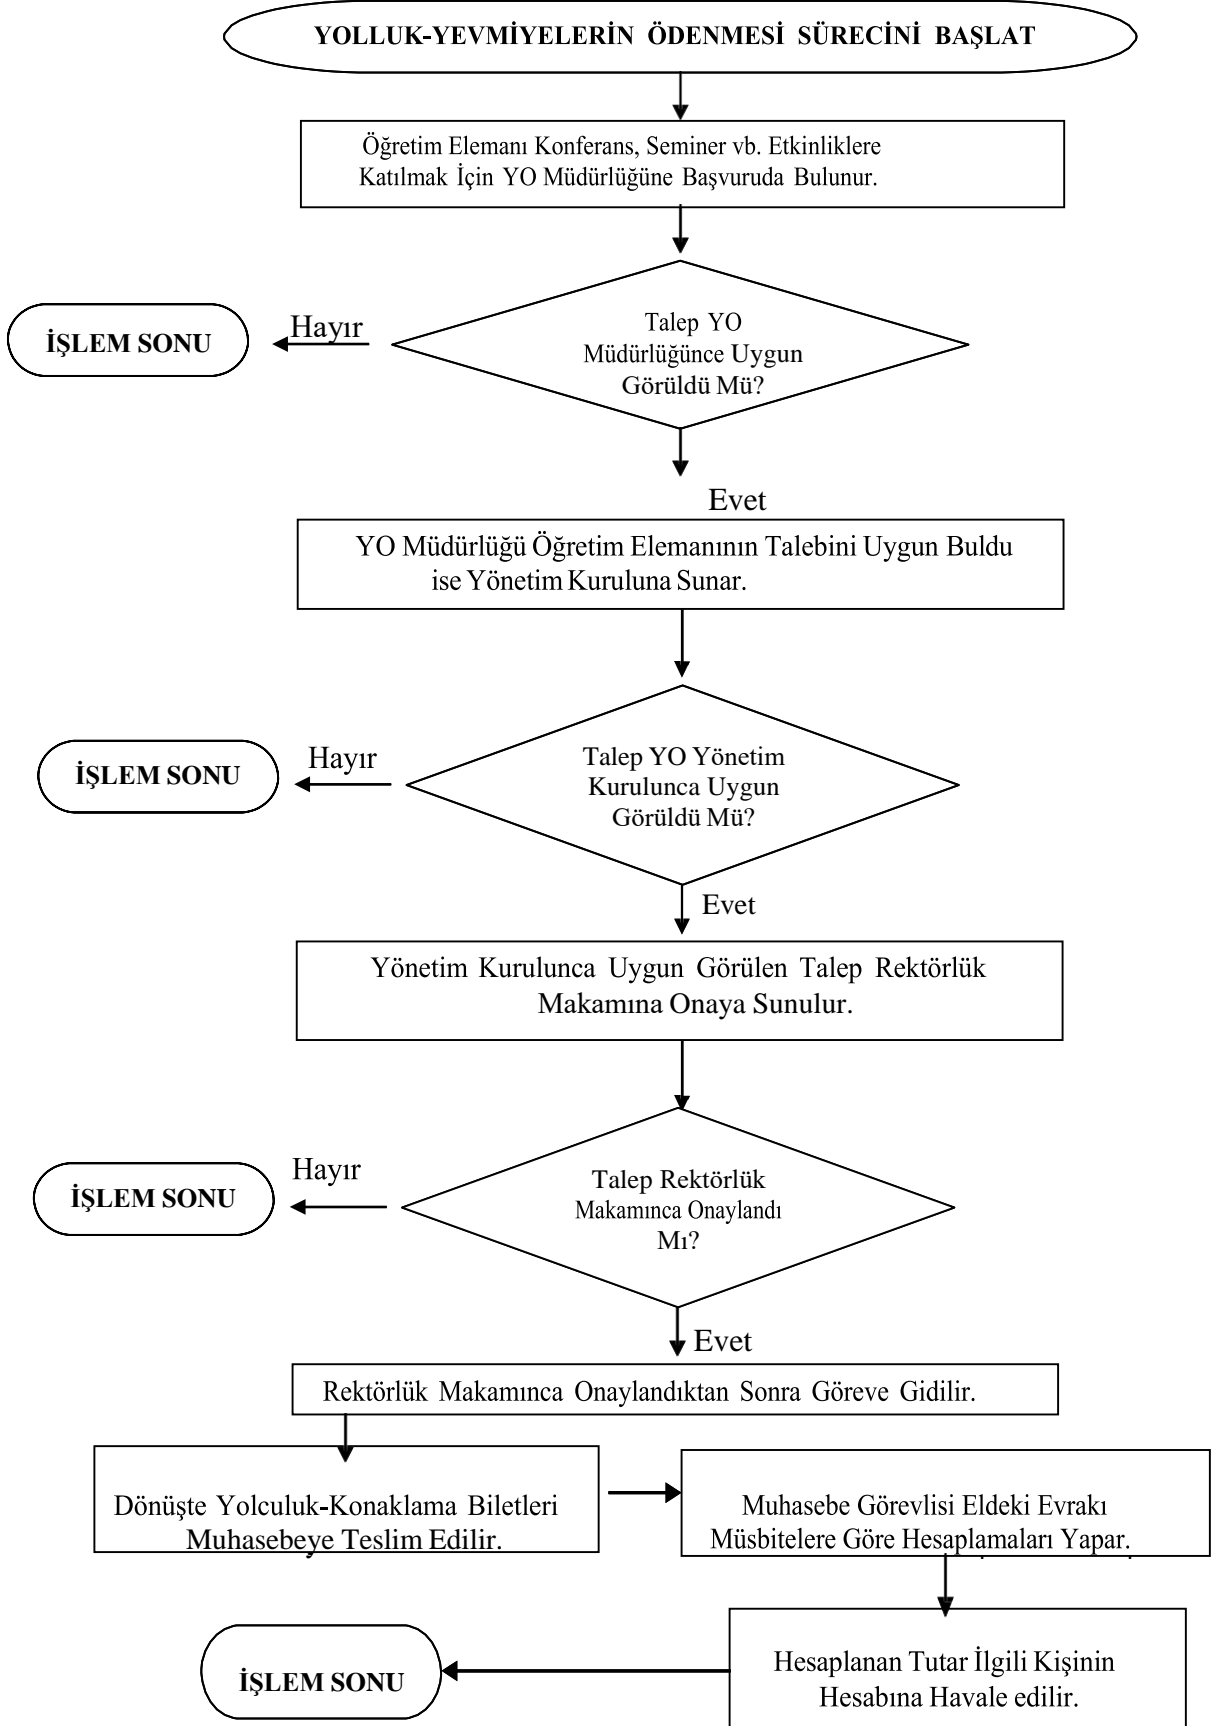 YOLLUK-YEVMİYELERİN ÖDENMESİ SÜRECİNİ BAŞLAT
Öğretim Elemanı Konferans, Seminer vb. Etkinliklere
Katılmak İçin YO Müdürlüğüne Başvuruda Bulunur.
Talep YO
Müdürlüğünce Uygun
Görüldü Mü?
Hayır
İŞLEM SONU
Evet
YO Müdürlüğü Öğretim Elemanının Talebini Uygun Buldu
ise Yönetim Kuruluna Sunar.
Talep YO Yönetim
Kurulunca Uygun
Görüldü Mü?
Hayır
İŞLEM SONU
Evet
Yönetim Kurulunca Uygun Görülen Talep Rektörlük
Makamına Onaya Sunulur.
Talep Rektörlük
Makamınca Onaylandı
Mı?
Hayır
İŞLEM SONU
Evet
Rektörlük Makamınca Onaylandıktan Sonra Göreve Gidilir.
Dönüşte Yolculuk-Konaklama Biletleri
Muhasebeye Teslim Edilir.
Muhasebe Görevlisi Eldeki Evrakı
Müsbitelere Göre Hesaplamaları Yapar.
Hesaplanan Tutar İlgili Kişinin
Hesabına Havale edilir.
İŞLEM SONU